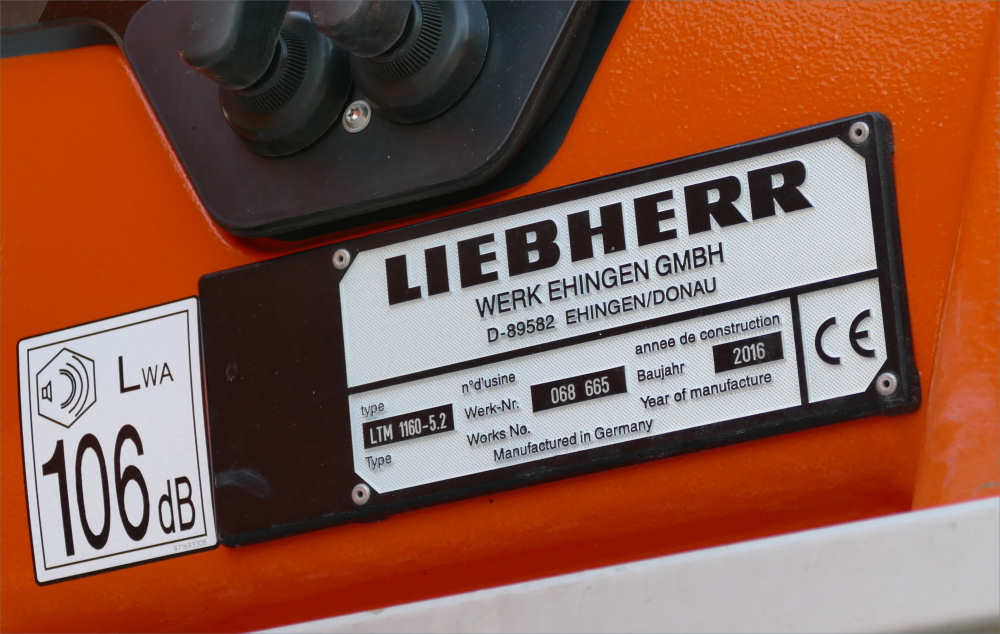 LIEBHERR
WERK EHINGEN GMBH
D-89582 EHINGEN/DONAU
type
LTM 1160-5.2
Type
n°d'usine
Werk-Nr.
Works No.
068 665
annee de construction
Baujahr
Year of manufacture
2016
Manufactured in Germany
CE
LWA
106 dB